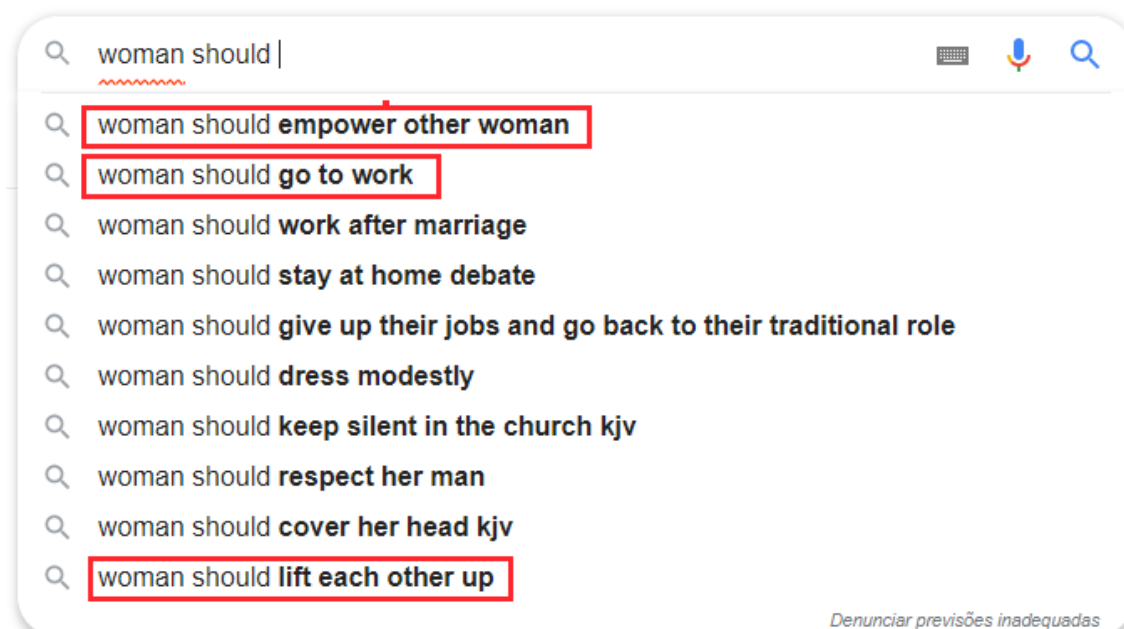 woman should
woman should empower other woman
woman should go to work
woman should work after marriage
woman should stay at home debate
woman should give up their jobs and go back to their traditional role
woman should dress modestly
woman should keep silent in the church kjv
woman should respect her man
woman should cover her head kjv
woman should lift each other up
Denunciar previsões inadequadas